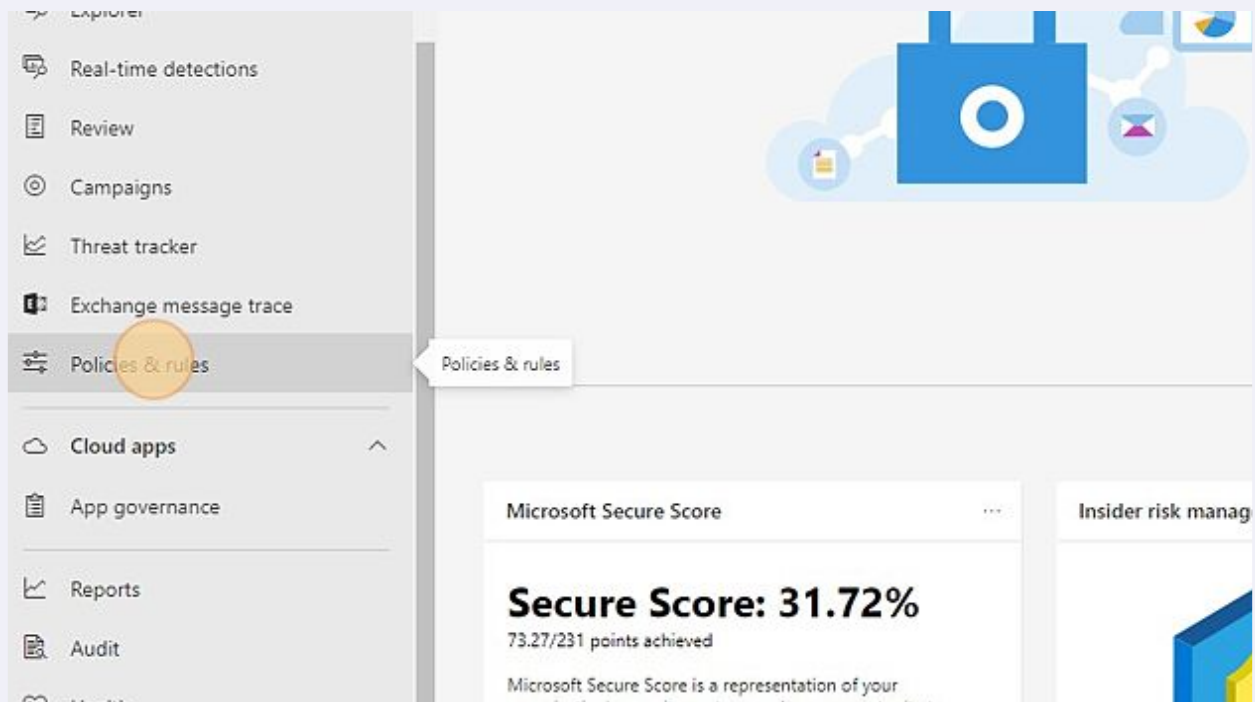 Explorer
Real-time detections
Review
Campaigns
Threat tracker
Exchange message trace
Policies & rules
Policies & rules
Cloud apps
App governance
Reports
Audit
Microsoft Secure Score
Secure Score: 31.72%
73.27/231 points achieved
Microsoft Secure Score is a representation of your
Insider risk manag